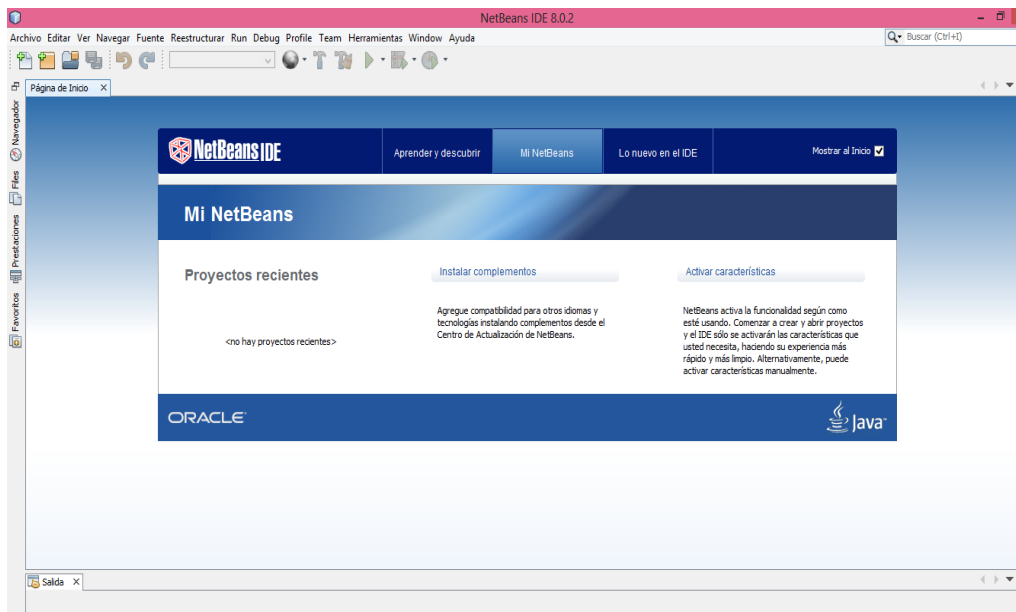 NetBeans IDE 8.0.2
Archivo Editar Ver Navegar Fuente Reestructurar Run Debug Profile Team Herramientas Window Ayuda
Buscar (Ctrl+I)
Página de Inicio
Navegador
Files
Prestaciones
Favoritos
NetBeans IDE
Aprender y descubrir
Mi NetBeans
Lo nuevo en el IDE
Mostrar al Inicio
Mi NetBeans
Proyectos recientes
<no hay proyectos recientes>
Instalar complementos
Agregue compatibilidad para otros idiomas y
tecnologías instalando complementos desde el
Centro de Actualización de NetBeans.
Activar características
NetBeans activa la funcionalidad según como
esté usando. Comenzar a crear y abrir proyectos
y el IDE sólo se activarán las características que
usted necesita, haciendo su experiencia más
rápido y más limpio. Alternativamente, puede
activar características manualmente.
ORACLE
Java
Salida